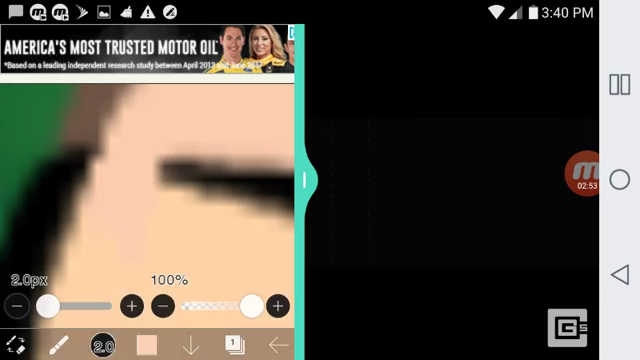 3:40 PM
AMERICA'S MOST TRUSTED MOTOR OIL*
*Based on a leading independent research study between April 2013 and June 2017.
02:53
2.0px
100%
2.0
1